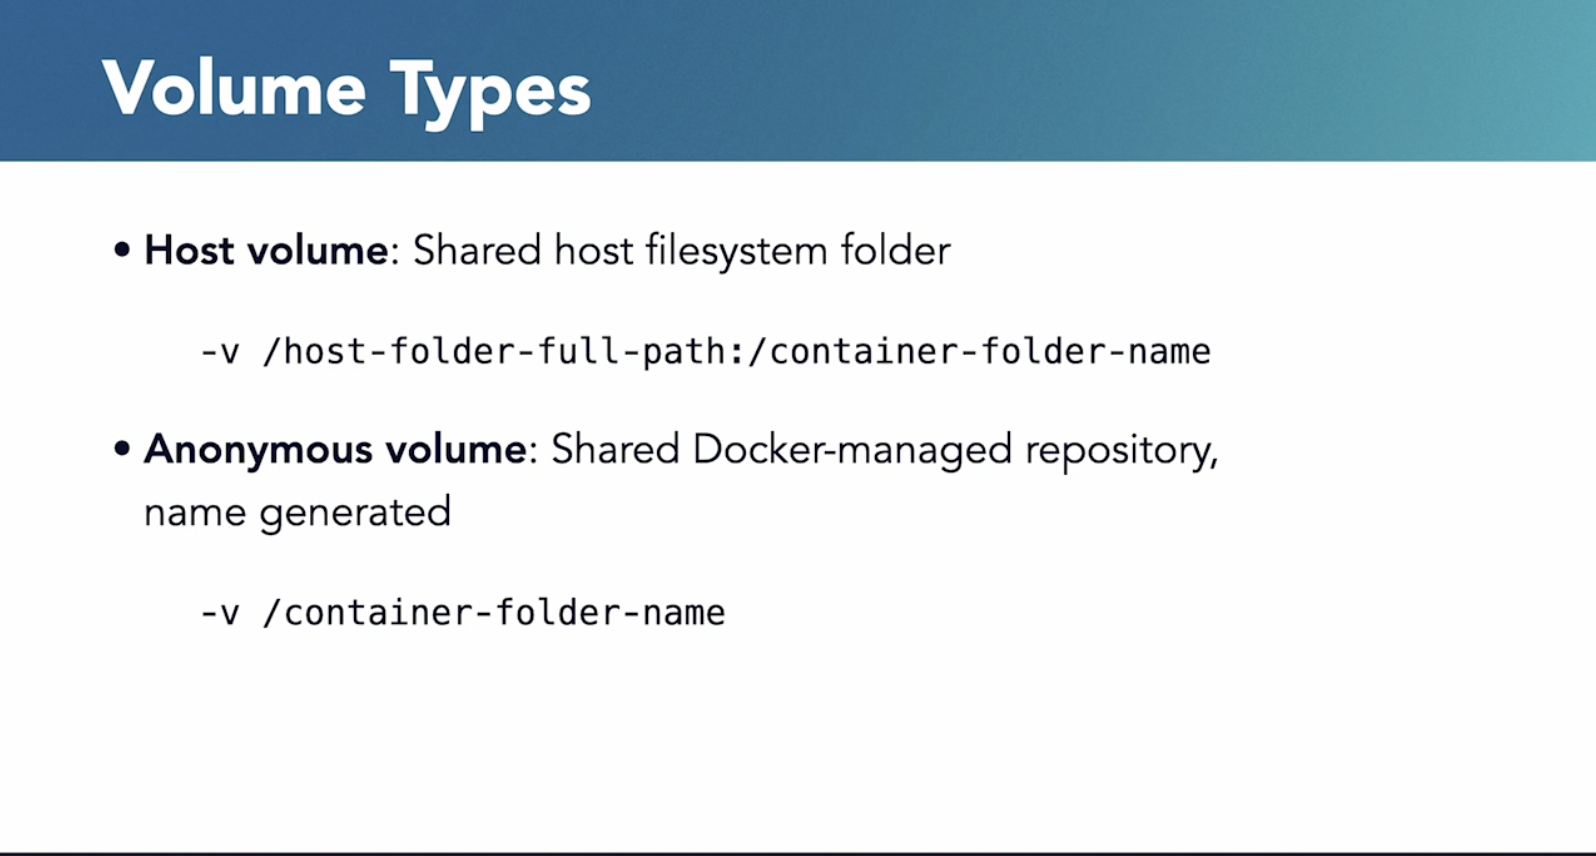 Volume Types
• Host volume: Shared host filesystem folder
-v /host-folder-full-path:/container-folder-name
• Anonymous volume: Shared Docker-managed repository,
name generated
-v /container-folder-name